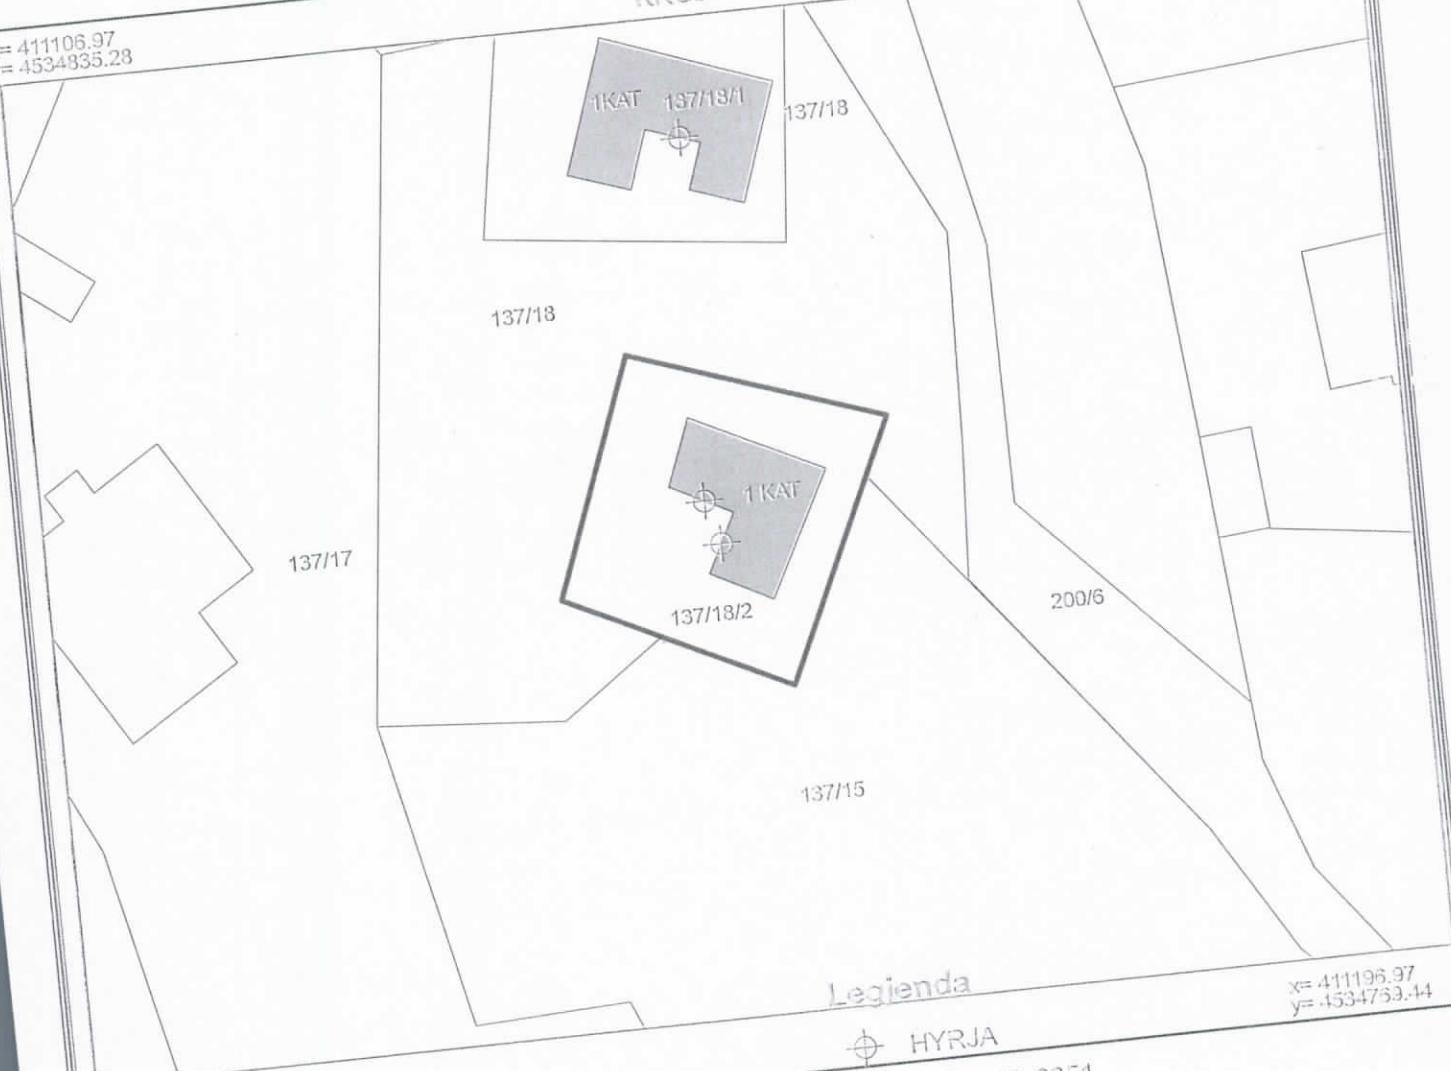 = 411106.97
= 4534835.28
1KAT 137/18/1
137/18
137/18
1 KAT
137/17
200/6
137/18/2
137/15
Legjenda
x= 411196.97
y= 4534769.44
HYRJA